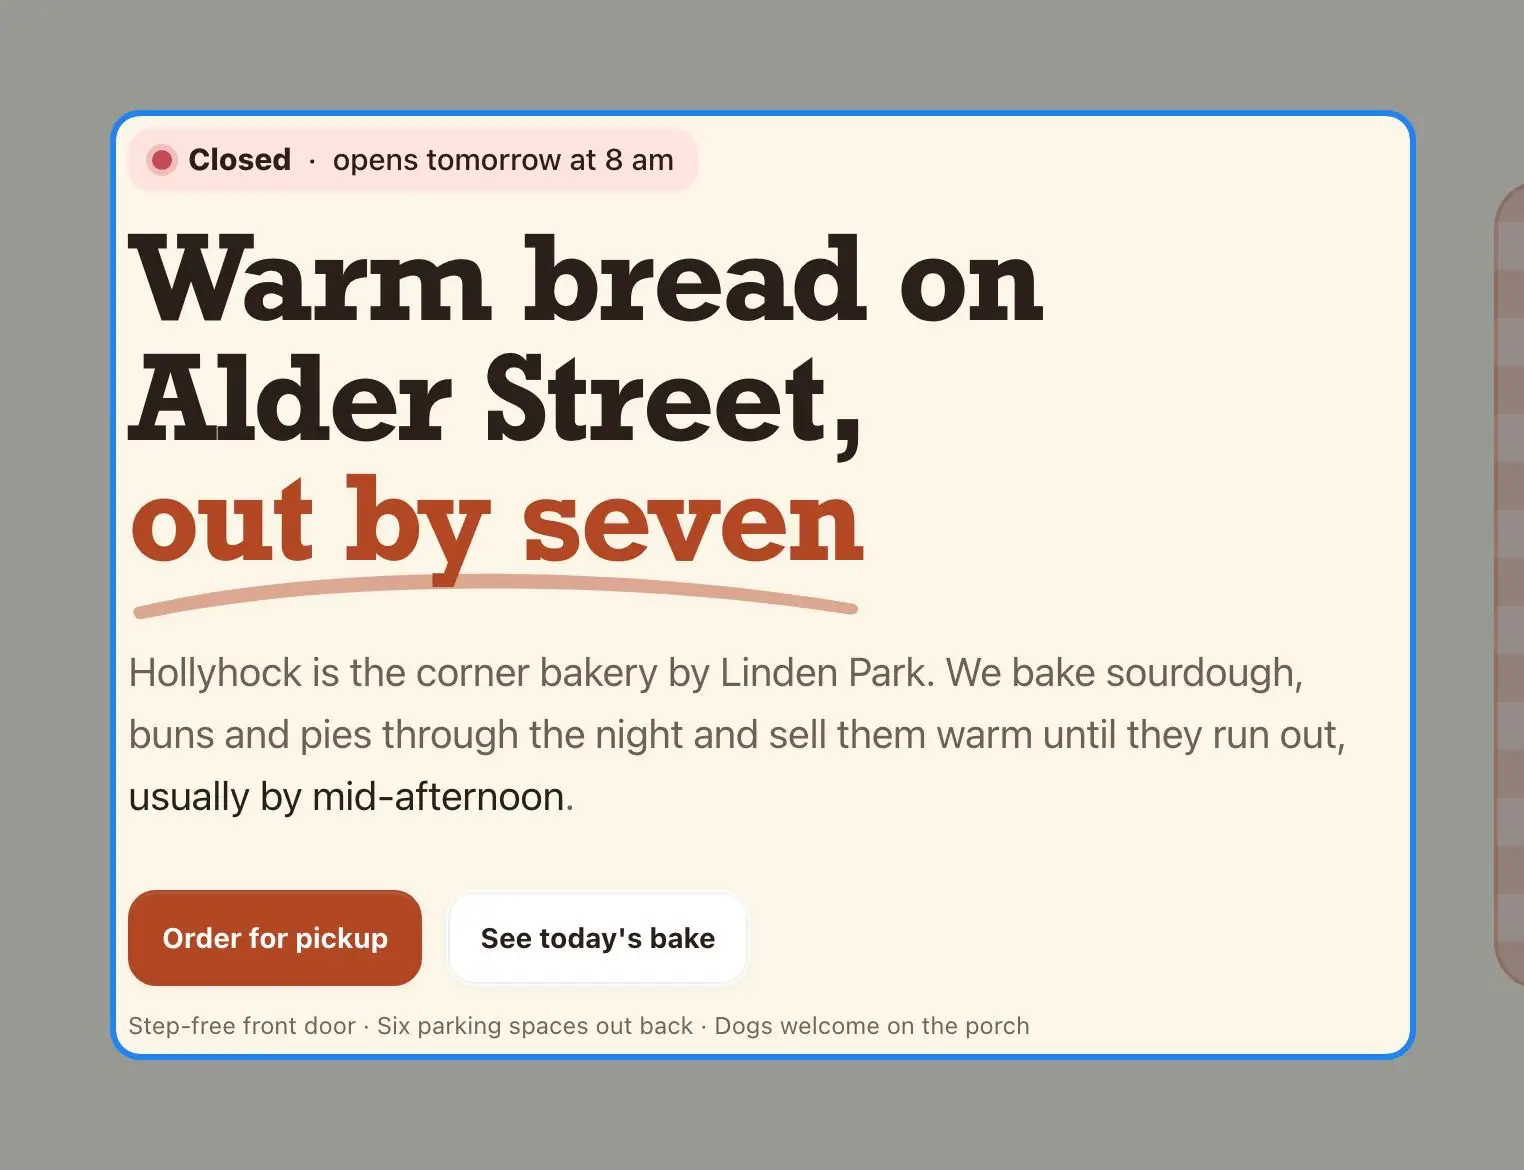 Closed · opens tomorrow at 8 am
Warm bread on
Alder Street,
out by seven
Hollyhock is the corner bakery by Linden Park. We bake sourdough,
buns and pies through the night and sell them warm until they run out,
usually by mid-afternoon.
Order for pickup
See today's bake
Step-free front door · Six parking spaces out back · Dogs welcome on the porch